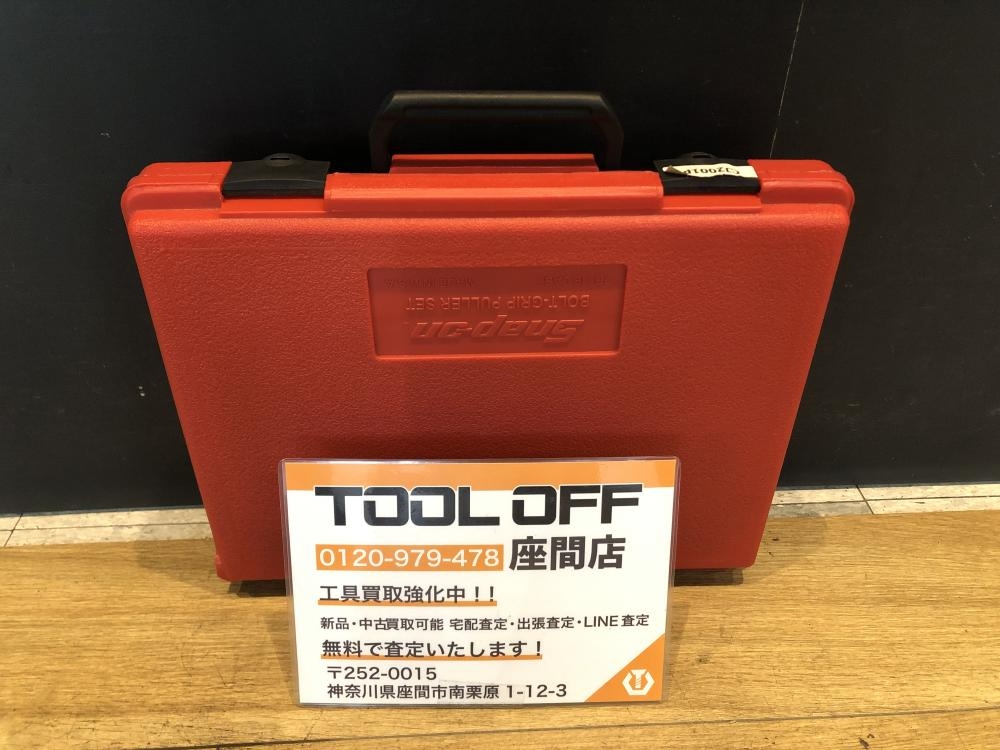 CJ2001P
Snap-on
BOLT-GRIP PULLER SET
MADE IN U.S.A.
TOOL OFF
0120-979-478 座間店
工具買取強化中！！
新品・中古買取可能 宅配査定・出張査定・LINE査定
無料で査定いたします！
〒252-0015
神奈川県座間市南栗原 1-12-3